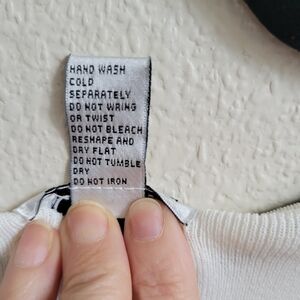 HAND WASH
COLD
SEPARATELY
DO NOT WRING
OR TWIST
DO NOT BLEACH
RESHAPE AND
DRY FLAT
DO NOT TUMBLE
DRY
DO NOT IRON